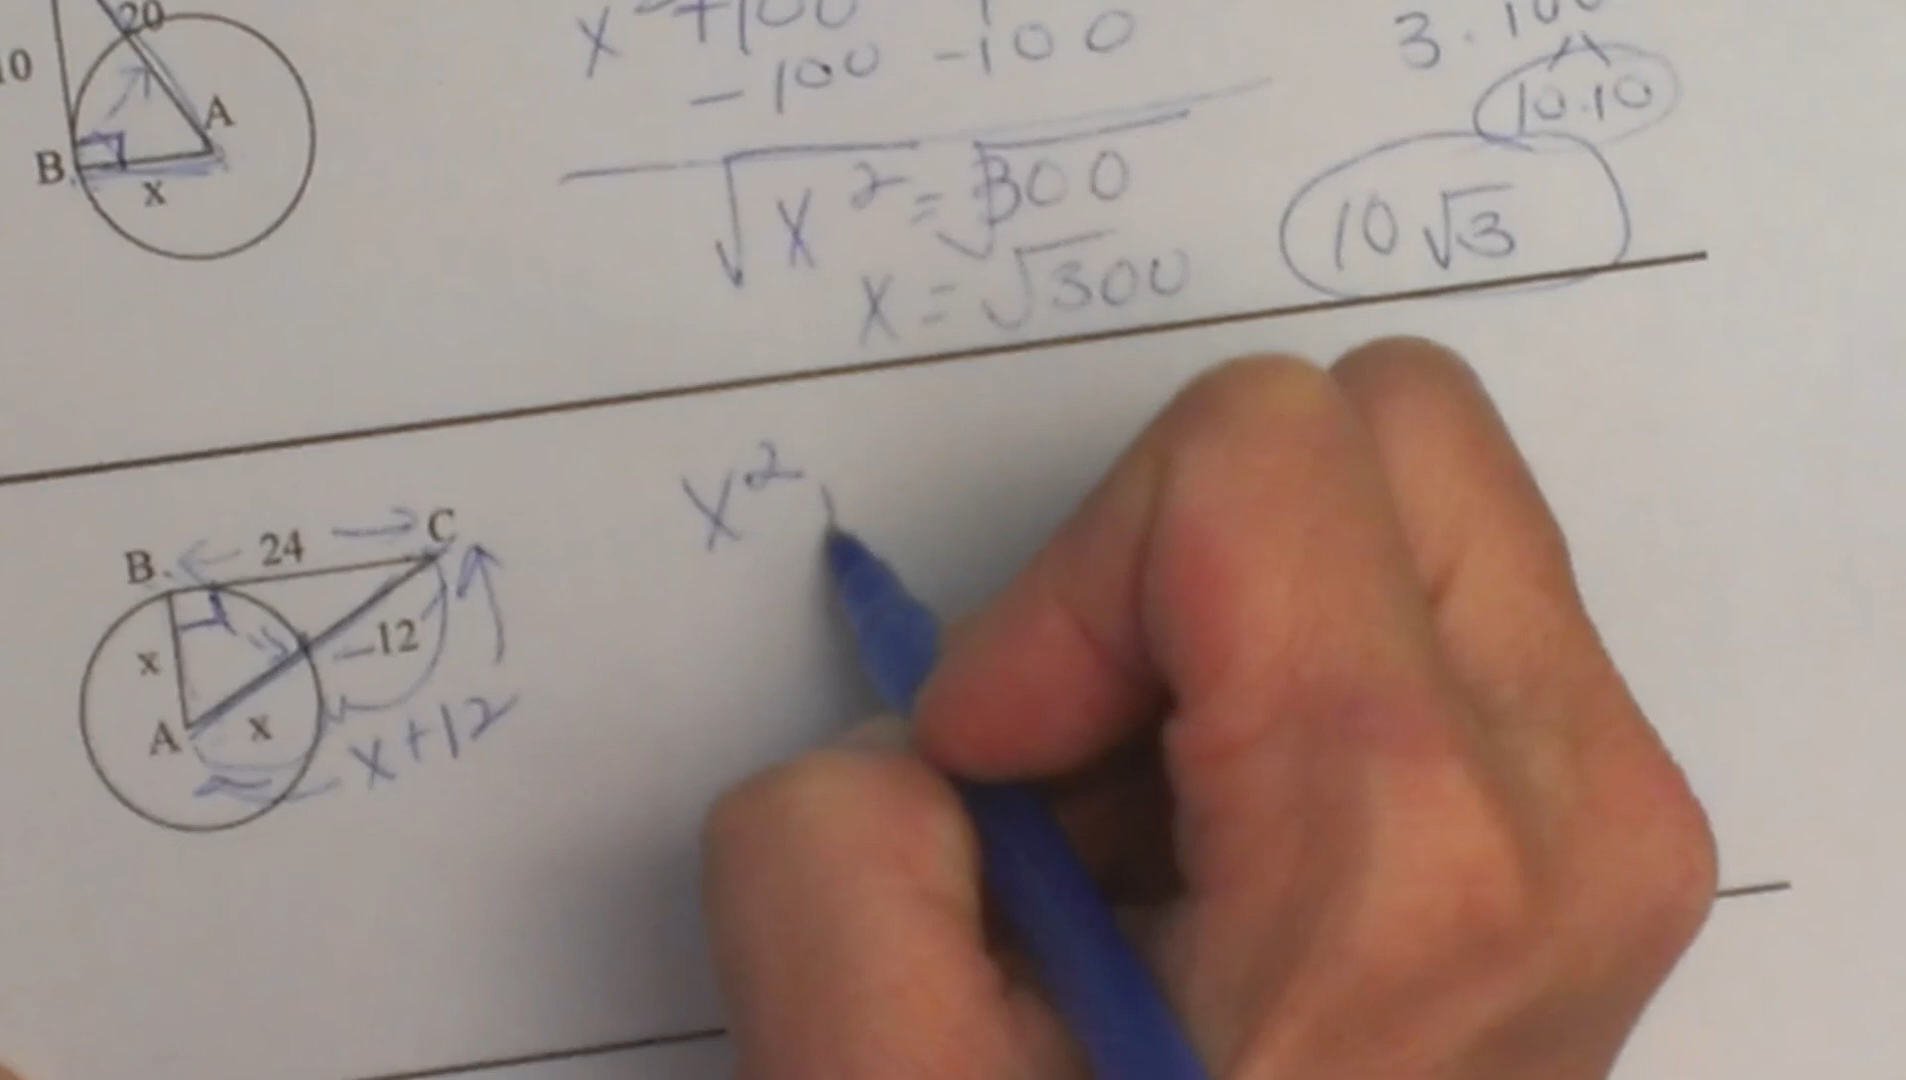 20
10
A
B
x
x² + 100
- 100 - 100
√x² = √300
x = √300
3 · 100
10 · 10
10√3
B 24 C
x 12
A x
x + 12
x²